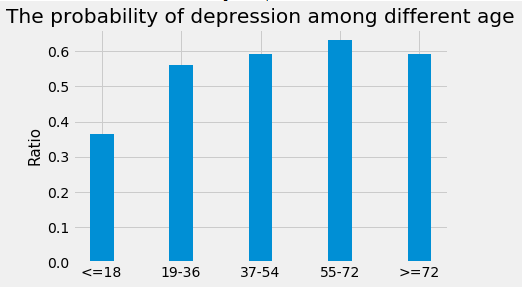 The probability of depression among different age
0.6
0.5
0.4
0.3
0.2
0.1
0.0
Ratio
<=18 19-36 37-54 55-72 >=72